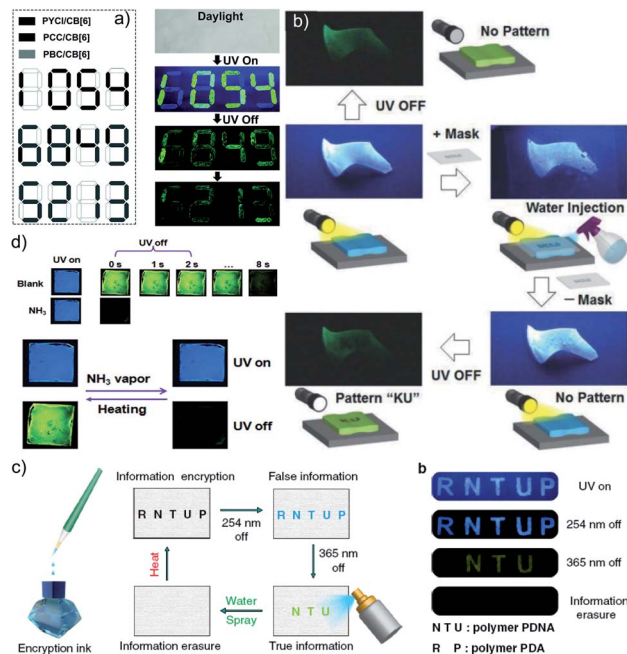 a)
PYCl/CB[6]
PCC/CB[6]
PBC/CB[6]
1054
6849
5213
Daylight
UV On
1054
UV Off
6849
5213
b)
No Pattern
UV OFF
+ Mask
Water Injection
− Mask
UV OFF
Pattern "KU"
No Pattern
KU
d)
UV on
UV off
0 s 1 s 2 s ... 8 s
Blank
NH₃
UV on
NH₃ vapor
Heating
UV off
c)
Information encryption
False information
R N T U P
254 nm
off
R N T U P
Heat
365 nm
off
Water
Spray
N T U
Encryption ink
Information erasure
True information
b
R N T U P
UV on
R N T U P
254 nm off
N T U
365 nm off
Information
erasure
N T U : polymer PDNA
R P : polymer PDA